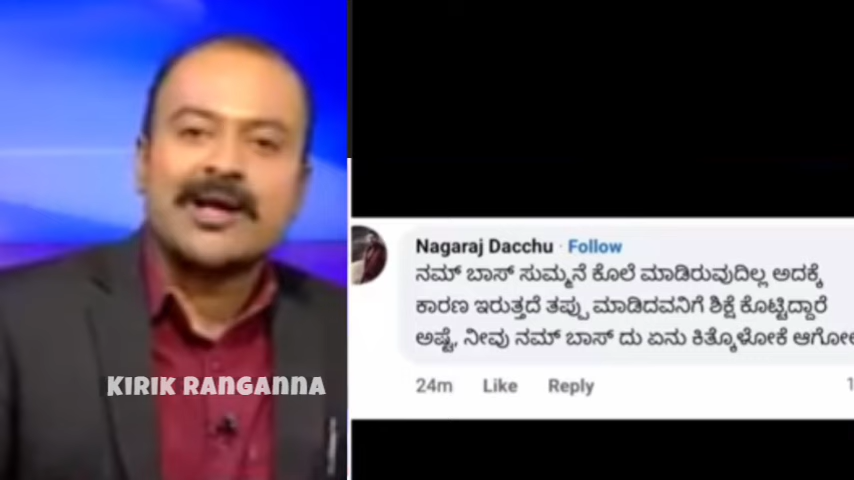 KIRIK RANGANNA
Nagaraj Dacchu · Follow
ನಮ್ ಬಾಸ್ ಸುಮ್ಮನೆ ಕೊಲೆ ಮಾಡಿರುವುದಿಲ್ಲ ಅದಕ್ಕೆ
ಕಾರಣ ಇರುತ್ತದೆ ತಪ್ಪು ಮಾಡಿದವನಿಗೆ ಶಿಕ್ಷೆ ಕೊಟ್ಟಿದ್ದಾರೆ
ಅಷ್ಟೆ, ನೀವು ನಮ್ ಬಾಸ್ ದು ಏನು ಕಿತ್ಕೊಳೋಕೆ
24m Like Reply